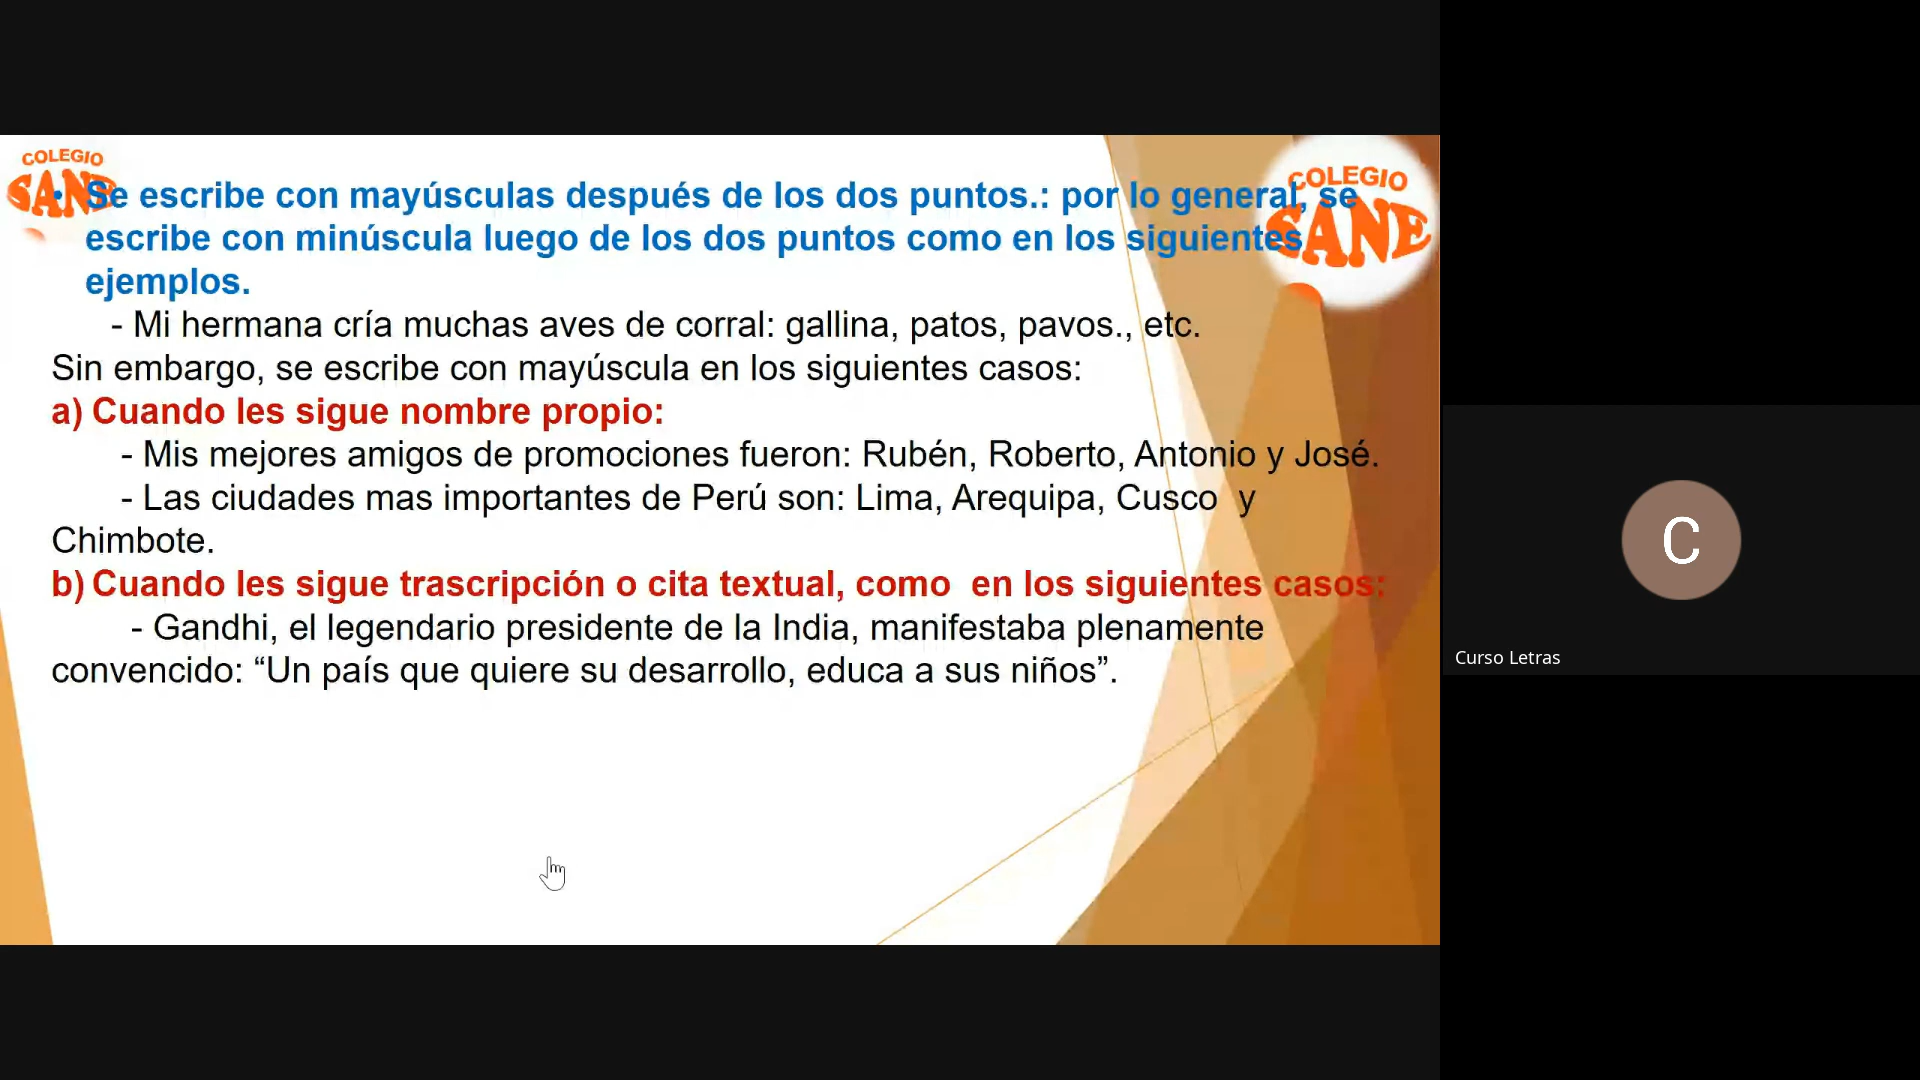 COLEGIO
SANE
COLEGIO
SANE
• Se escribe con mayúsculas después de los dos puntos.: por lo general, se
escribe con minúscula luego de los dos puntos como en los siguientes
ejemplos.
- Mi hermana cría muchas aves de corral: gallina, patos, pavos., etc.
Sin embargo, se escribe con mayúscula en los siguientes casos:
a) Cuando les sigue nombre propio:
- Mis mejores amigos de promociones fueron: Rubén, Roberto, Antonio y José.
- Las ciudades mas importantes de Perú son: Lima, Arequipa, Cusco  y
Chimbote.
b) Cuando les sigue trascripción o cita textual, como  en los siguientes casos:
- Gandhi, el legendario presidente de la India, manifestaba plenamente
convencido: “Un país que quiere su desarrollo, educa a sus niños”.
C
Curso Letras